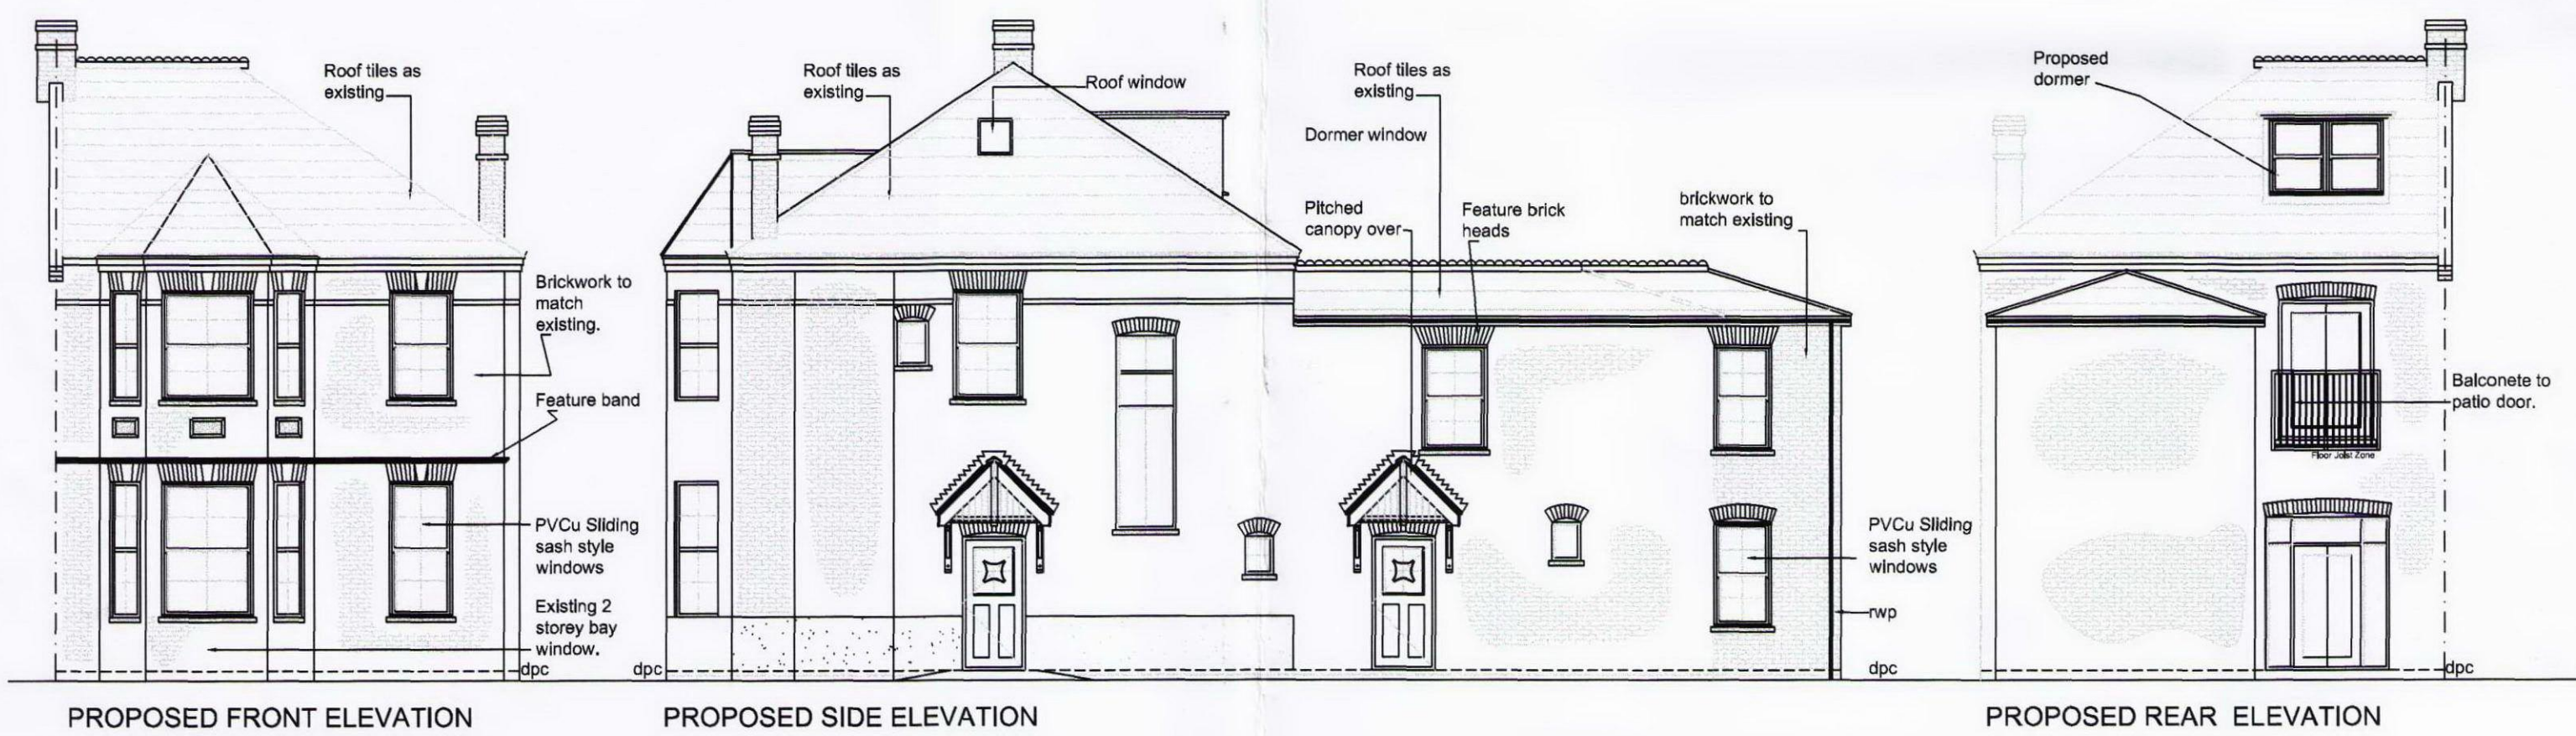 Roof tiles as
existing
Brickwork to
match
existing.
Feature band
PVCu Sliding
sash style
windows
Existing 2
storey bay
window.
dpc
PROPOSED FRONT ELEVATION
Roof tiles as
existing
Roof window
Roof tiles as
existing
Dormer window
Pitched
canopy over
Feature brick
heads
brickwork to
match existing
PVCu Sliding
sash style
windows
rwp
dpc
dpc
PROPOSED SIDE ELEVATION
Proposed
dormer
Balconete to
patio door.
Floor Joist Zone
dpc
PROPOSED REAR ELEVATION